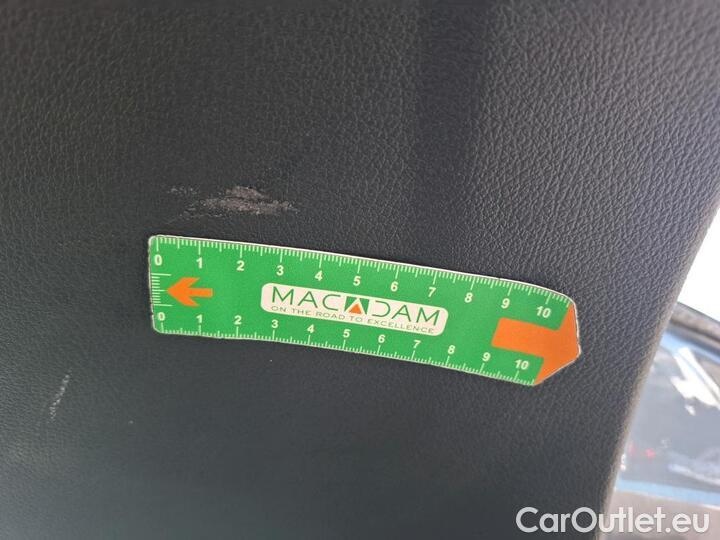 0 1 2 3 4 5 6 7 8 9 10
MACADAM
ON THE ROAD TO EXCELLENCE
0 1 2 3 4 5 6 7 8 9 10
CarOutlet.eu